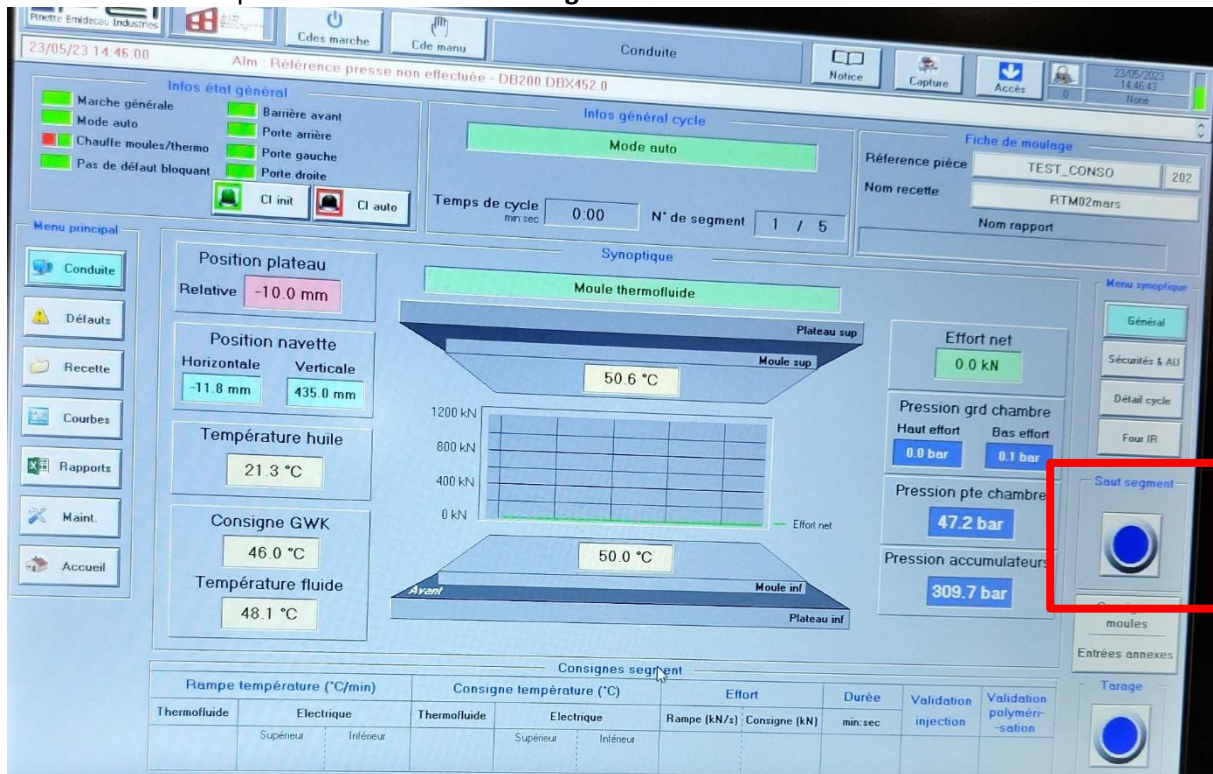 Pinette Emidecau Industries
Cdes marche
Cde manu
Conduite
Notice
Capture
Accès
0
23/05/2023
14:46:43
None
23/05/23 14:46:00 Alm : Référence presse non effectuée - DB200.DBX452.0
Infos état général
Marche générale
Mode auto
Chauffe moules/thermo
Pas de défaut bloquant
Barrière avant
Porte arrière
Porte gauche
Porte droite
CI init
CI auto
Infos général cycle
Mode auto
Temps de cycle
min:sec
0:00
N° de segment
1 / 5
Fiche de moulage
Réference pièce
TEST_CONSO
202
Nom recette
RTM02mars
Nom rapport
Menu principal
Conduite
Défauts
Recette
Courbes
Rapports
Maint.
Accueil
Position plateau
Relative
-10.0 mm
Position navette
Horizontale Verticale
-11.8 mm 435.0 mm
Température huile
21.3 °C
Consigne GWK
46.0 °C
Température fluide
48.1 °C
Synoptique
Moule thermofluide
Plateau sup
Moule sup
50.6 °C
1200 kN
800 kN
400 kN
0 kN
Effort net
50.0 °C
Avant
Moule inf
Plateau inf
Effort net
0.0 kN
Pression grd chambre
Haut effort Bas effort
0.0 bar 0.1 bar
Pression pte chambre
47.2 bar
Pression accumulateurs
309.7 bar
Menu synoptique
Général
Sécurités & AU
Détail cycle
Four IR
Saut segment
moules
Entrées annexes
Tarage
Consignes segment
Rampe température (°C/min)
Consigne température (°C)
Effort
Durée
Validation
injection
Validation
polyméri-
-sation
Thermofluide
Electrique
Thermofluide
Electrique
Rampe (kN/s)
Consigne (kN)
min:sec
Supérieur Inférieur
Supérieur Inférieur